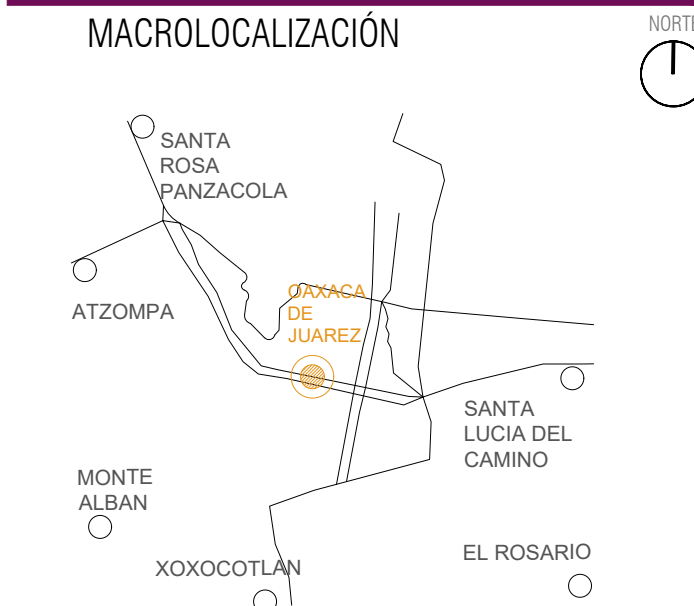 MACROLOCALIZACIÓN
NORTE
SANTA
ROSA
PANZACOLA
ATZOMPA
OAXACA
DE
JUAREZ
SANTA
LUCIA DEL
CAMINO
MONTE
ALBAN
XOXOCOTLAN
EL ROSARIO